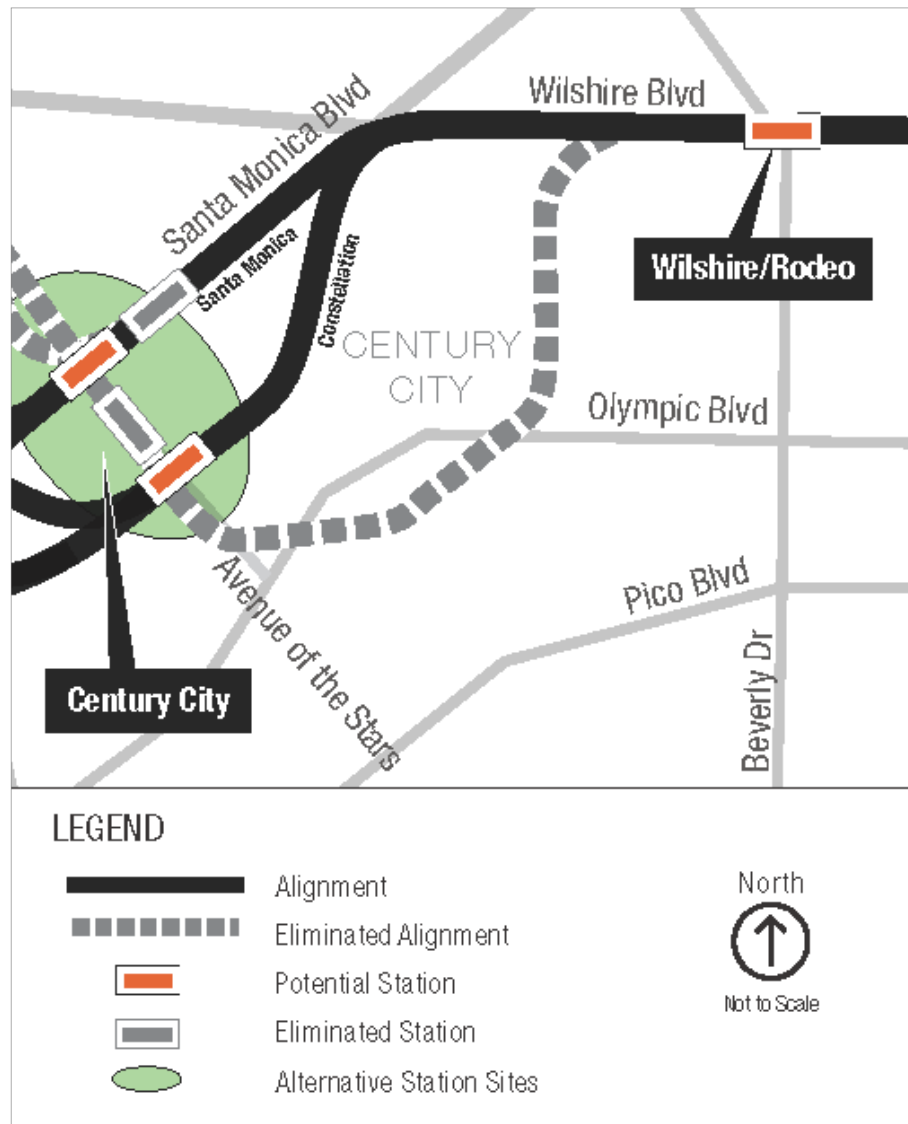 Wilshire Blvd
Santa Monica Blvd
Santa Monica
Constellation
Wilshire/Rodeo
CENTURY
CITY
Olympic Blvd
Pico Blvd
Avenue of the Stars
Beverly Dr
Century City
LEGEND
Alignment
Eliminated Alignment
Potential Station
Eliminated Station
Alternative Station Sites
North
Not to Scale